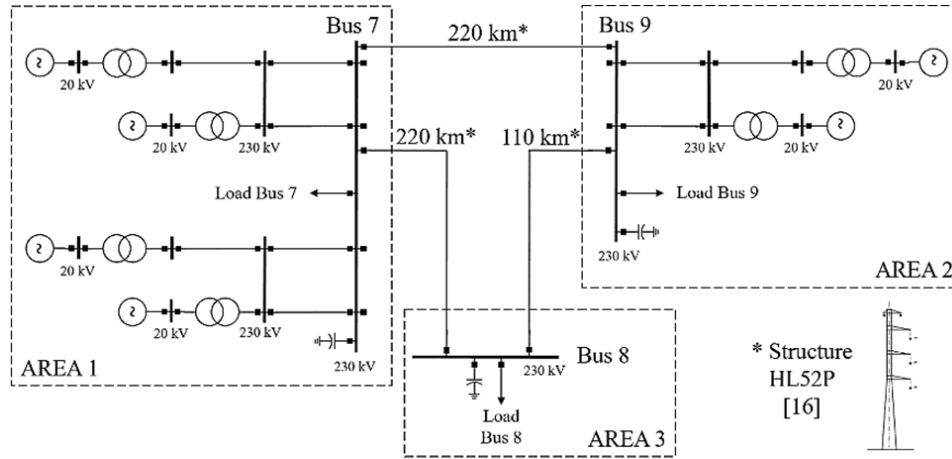 Bus 7
220 km*
Bus 9
20 kV
20 kV
20 kV
230 kV
220 km*
110 km*
230 kV
20 kV
Load Bus 7
Load Bus 9
20 kV
230 kV
AREA 2
20 kV
230 kV
230 kV
AREA 1
Bus 8
230 kV
Load
Bus 8
AREA 3
* Structure
HL52P
[16]